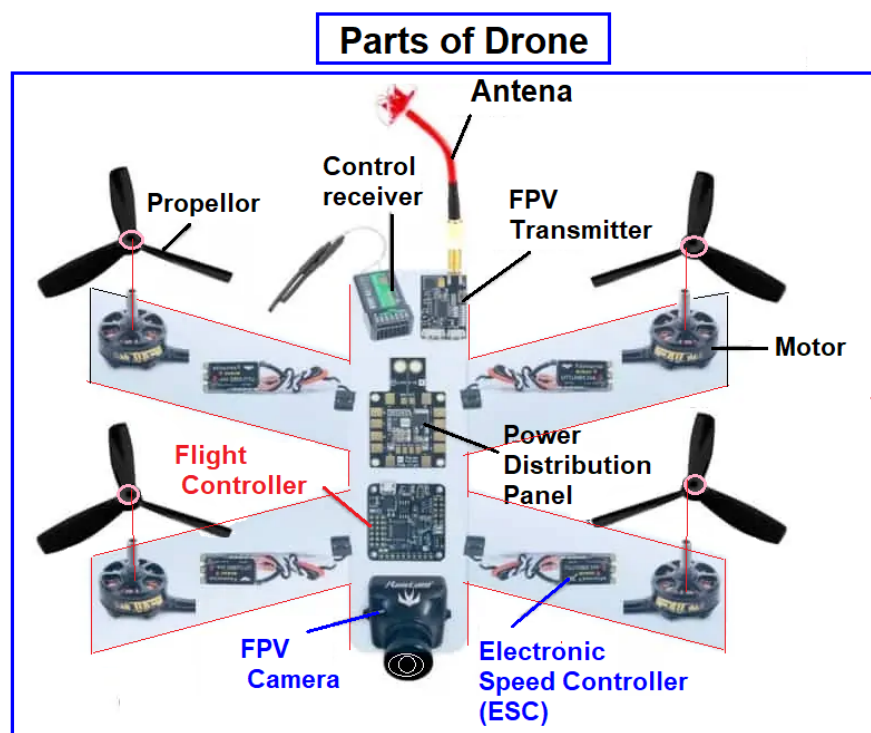 Parts of Drone
Antena
Control
receiver
FPV
Transmitter
Propellor
Motor
Power
Distribution
Panel
Flight
Controller
FPV
Camera
Electronic
Speed Controller
(ESC)